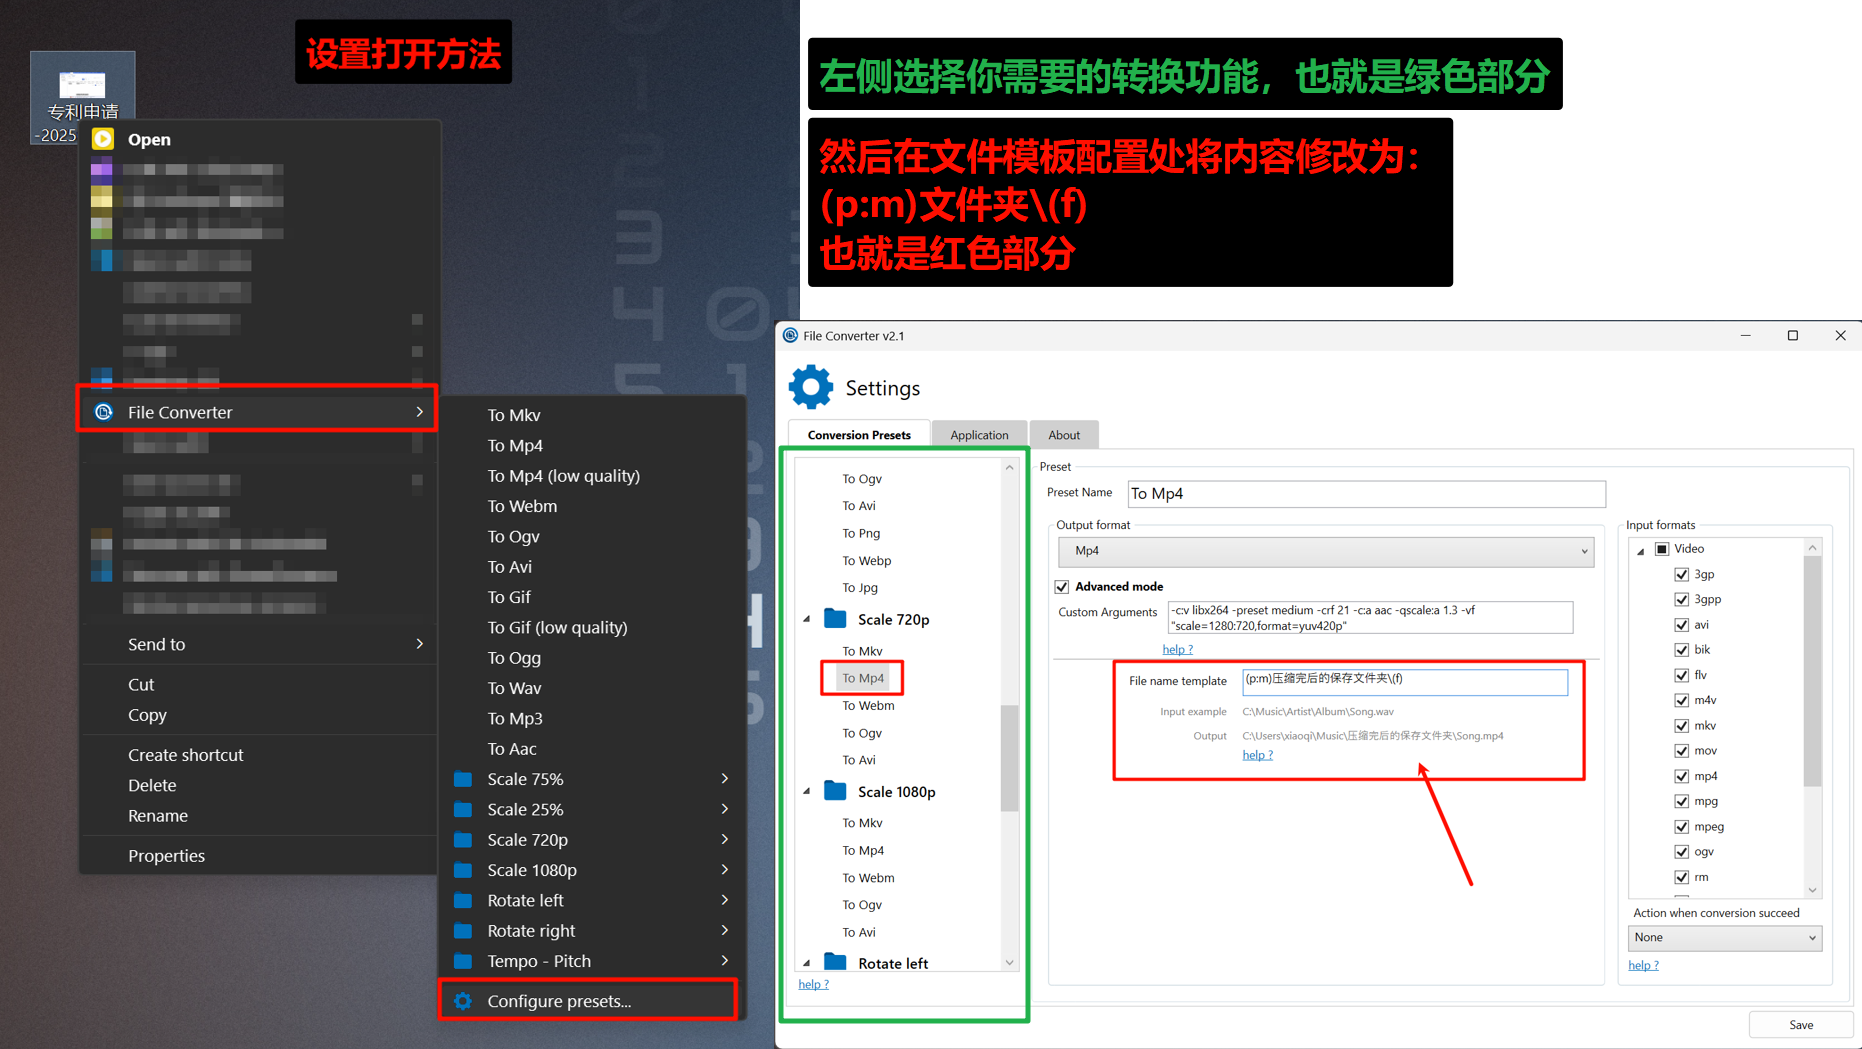 设置打开方法
左侧选择你需要的转换功能，也就是绿色部分
然后在文件模板配置处将内容修改为：
(p:m)文件夹\(f)
也就是红色部分
专利申请
-2025
Open
File Converter
Send to
Cut
Copy
Create shortcut
Delete
Rename
Properties
To Mkv
To Mp4
To Mp4 (low quality)
To Webm
To Ogv
To Avi
To Gif
To Gif (low quality)
To Ogg
To Wav
To Mp3
To Aac
Scale 75%
Scale 25%
Scale 720p
Scale 1080p
Rotate left
Rotate right
Tempo - Pitch
Configure presets...
File Converter v2.1
Settings
Conversion Presets
Application
About
To Ogv
To Avi
To Png
To Webp
To Jpg
Scale 720p
To Mkv
To Mp4
To Webm
To Ogv
To Avi
Scale 1080p
To Mkv
To Mp4
To Webm
To Ogv
To Avi
Rotate left
help ?
Preset
Preset Name
To Mp4
Output format
Mp4
Advanced mode
Custom Arguments
-c:v libx264 -preset medium -crf 21 -c:a aac -qscale:a 1.3 -vf
"scale=1280:720,format=yuv420p"
help ?
File name template
(p:m)压缩完后的保存文件夹\(f)
Input example
C:\Music\Artist\Album\Song.wav
Output
C:\Users\xiaoqi\Music\压缩完后的保存文件夹\Song.mp4
help ?
Input formats
Video
3gp
3gpp
avi
bik
flv
m4v
mkv
mov
mp4
mpg
mpeg
ogv
rm
Action when conversion succeed
None
help ?
Save